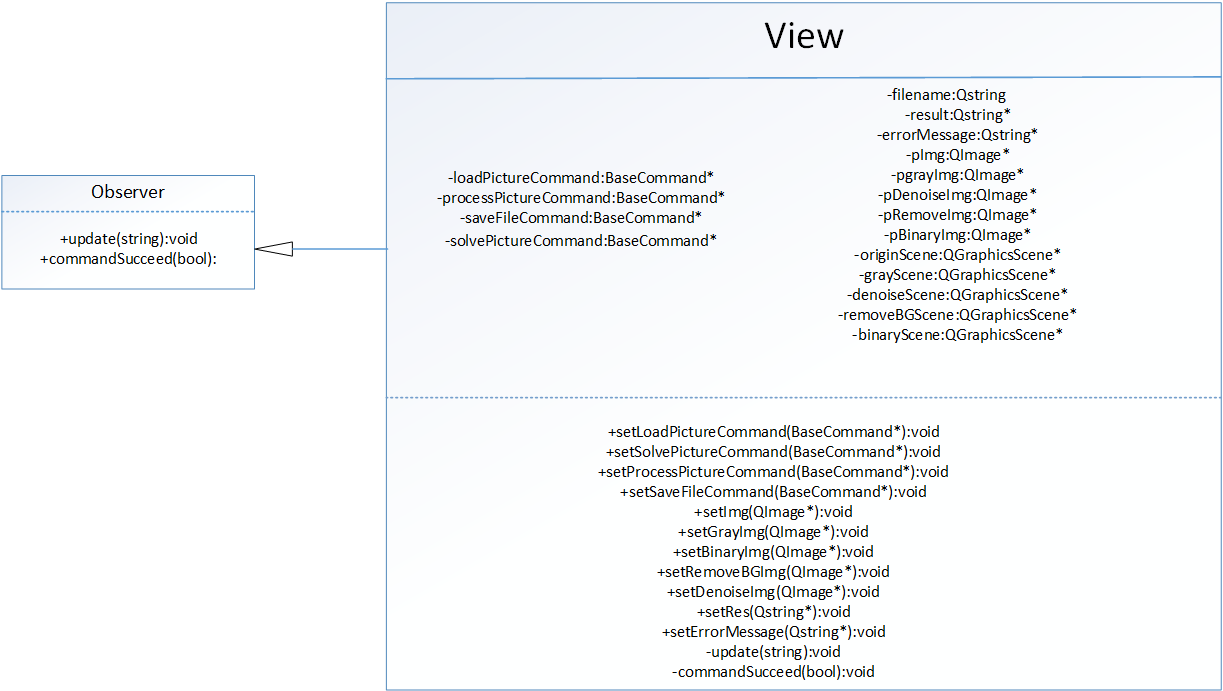 View
Observer
+update(string):void
+commandSucceed(bool):
-loadPictureCommand:BaseCommand*
-processPictureCommand:BaseCommand*
-saveFileCommand:BaseCommand*
-solvePictureCommand:BaseCommand*
-filename:Qstring
-result:Qstring*
-errorMessage:Qstring*
-pImg:QImage*
-pgrayImg:QImage*
-pDenoiseImg:QImage*
-pRemoveImg:QImage*
-pBinaryImg:QImage*
-originScene:QGraphicsScene*
-grayScene:QGraphicsScene*
-denoiseScene:QGraphicsScene*
-removeBGScene:QGraphicsScene*
-binaryScene:QGraphicsScene*
+setLoadPictureCommand(BaseCommand*):void
+setSolvePictureCommand(BaseCommand*):void
+setProcessPictureCommand(BaseCommand*):void
+setSaveFileCommand(BaseCommand*):void
+setImg(QImage*):void
+setGrayImg(QImage*):void
+setBinaryImg(QImage*):void
+setRemoveBGImg(QImage*):void
+setDenoiseImg(QImage*):void
+setRes(Qstring*):void
+setErrorMessage(Qstring*):void
-update(string):void
-commandSucceed(bool):void